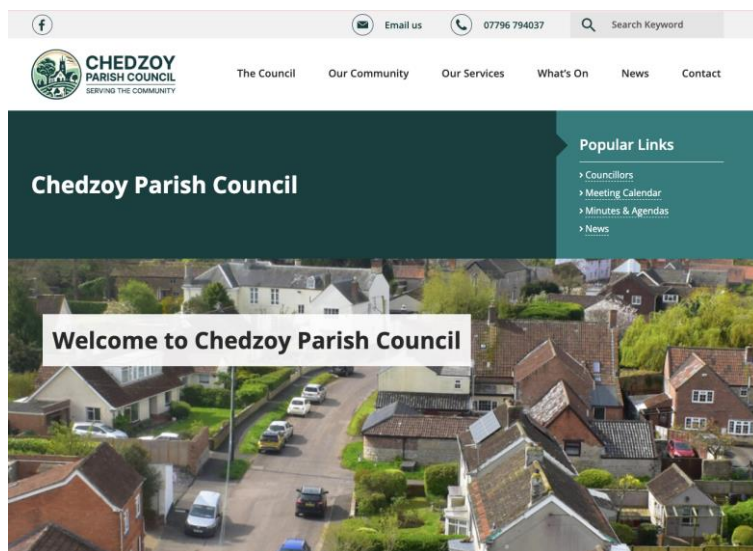 f
Email us
07796 794037
Search Keyword
CHEDZOY
PARISH COUNCIL
SERVING THE COMMUNITY
The Council
Our Community
Our Services
What's On
News
Contact
Chedzoy Parish Council
Popular Links
› Councillors
› Meeting Calendar
› Minutes & Agendas
› News
Welcome to Chedzoy Parish Council